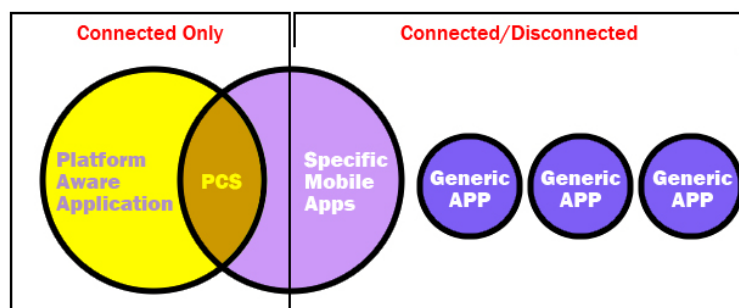 Connected Only
Connected/Disconnected
Platform
Aware
Application
PCS
Specific
Mobile
Apps
Generic
APP
Generic
APP
Generic
APP